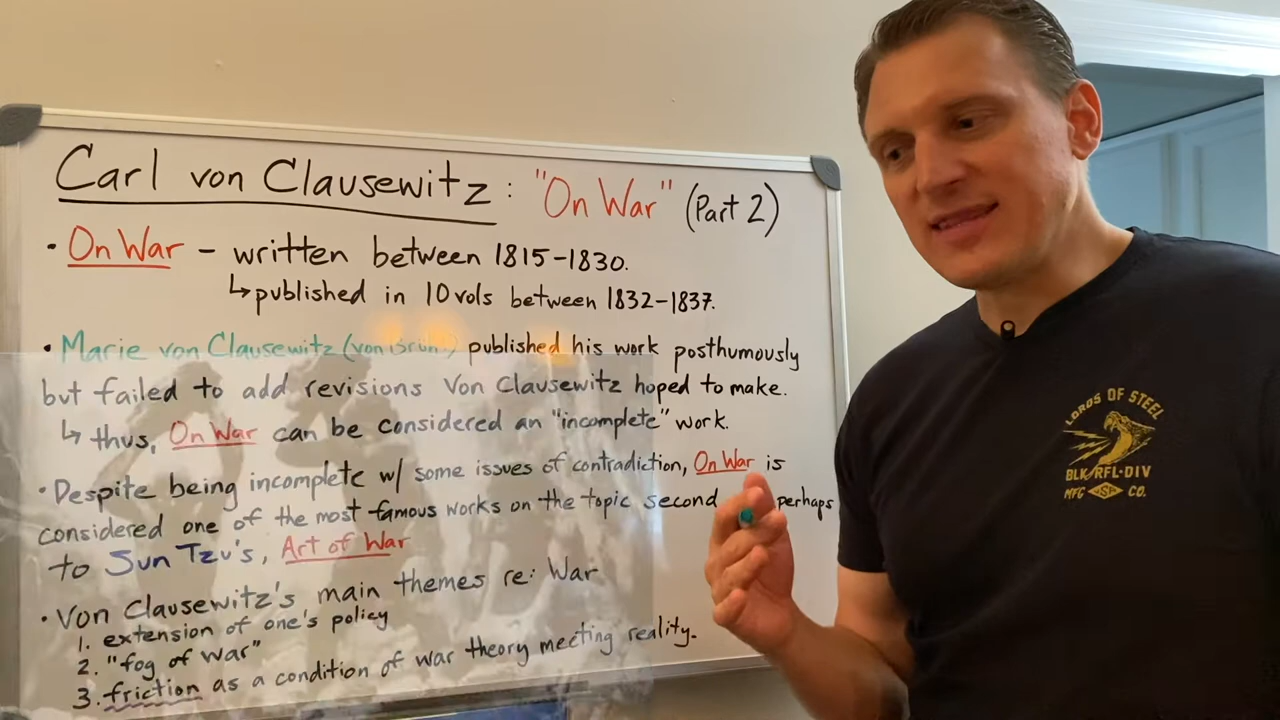 Carl von Clausewitz: "On War" (Part 2)
• On War – written between 1815–1830.
↳ published in 10 vols between 1832–1837.
• Marie von Clausewitz (von Brühl) published his work posthumously
but failed to add revisions Von Clausewitz hoped to make.
↳ thus, On War can be considered an "incomplete" work.
• Despite being incomplete w/ some issues of contradiction, On War is
considered one of the most famous works on the topic second perhaps
to Sun Tzu's, Art of War
• Von Clausewitz's main themes re: War
1. extension of one's policy
2. "fog of war"
3. friction as a condition of war theory meeting reality.
LORDS OF STEEL
BLK/RFL-DIV
MFG CO.